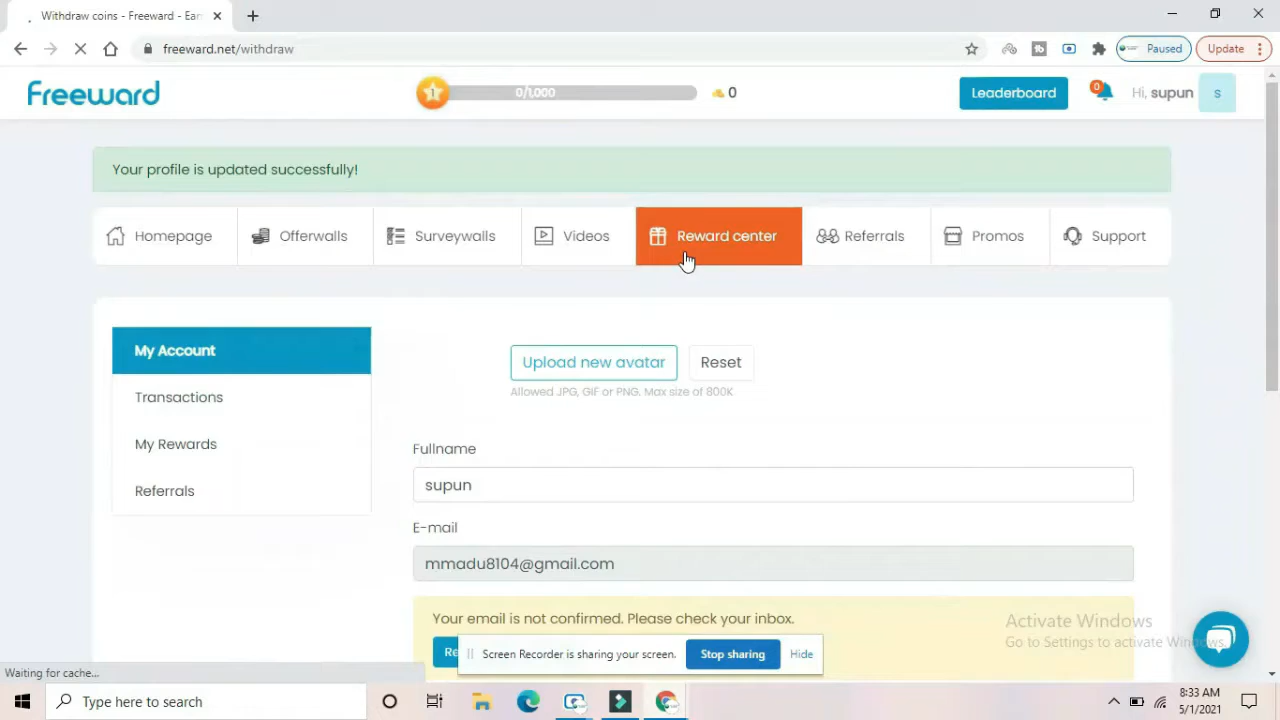 Withdraw coins - Freeward - Earn
freeward.net/withdraw
Paused
Update
Freeward
1
0/1,000
0
Leaderboard
0
Hi, supun
s
Your profile is updated successfully!
Homepage
Offerwalls
Surveywalls
Videos
Reward center
Referrals
Promos
Support
My Account
Transactions
My Rewards
Referrals
Upload new avatar
Reset
Allowed JPG, GIF or PNG. Max size of 800K
Fullname
supun
E-mail
mmadu8104@gmail.com
Your email is not confirmed. Please check your inbox.
Re
Screen Recorder is sharing your screen.
Stop sharing
Hide
Activate Windows
Go to Settings to activate Windows.
Waiting for cache...
Type here to search
8:33 AM
5/1/2021